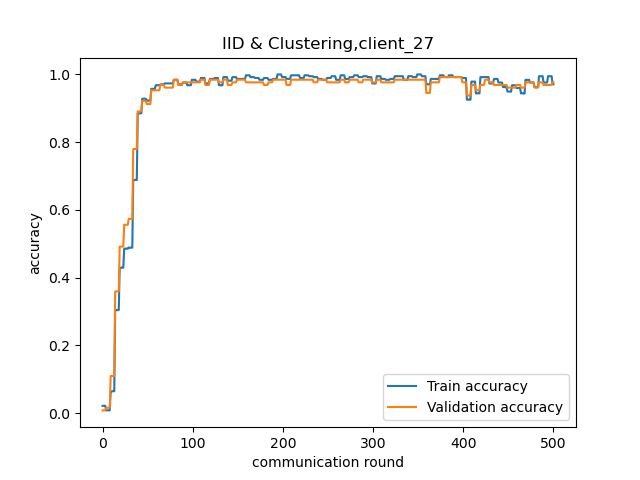 IID & Clustering,client_27
1.0
0.8
0.6
0.4
0.2
0.0
accuracy
Train accuracy
Validation accuracy
0 100 200 300 400 500
communication round